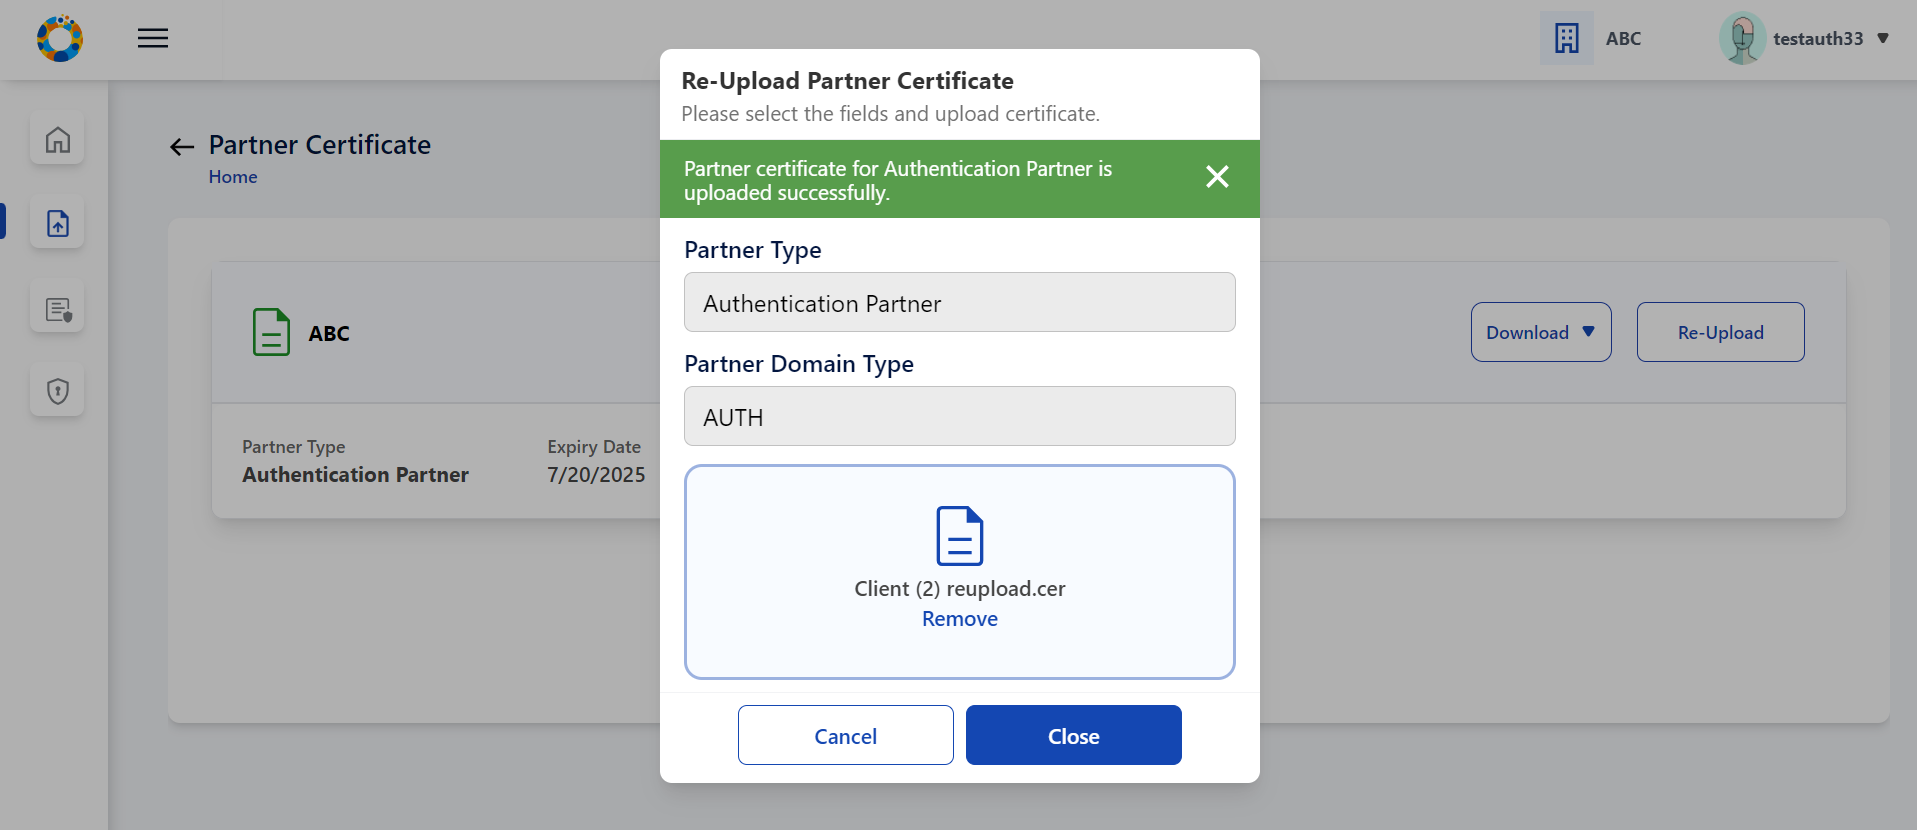 ABC
testauth33
Partner Certificate
Home
ABC
Download
Re-Upload
Partner Type
Authentication Partner
Expiry Date
7/20/2025
Re-Upload Partner Certificate
Please select the fields and upload certificate.
Partner certificate for Authentication Partner is
uploaded successfully.
Partner Type
Authentication Partner
Partner Domain Type
AUTH
Client (2) reupload.cer
Remove
Cancel
Close